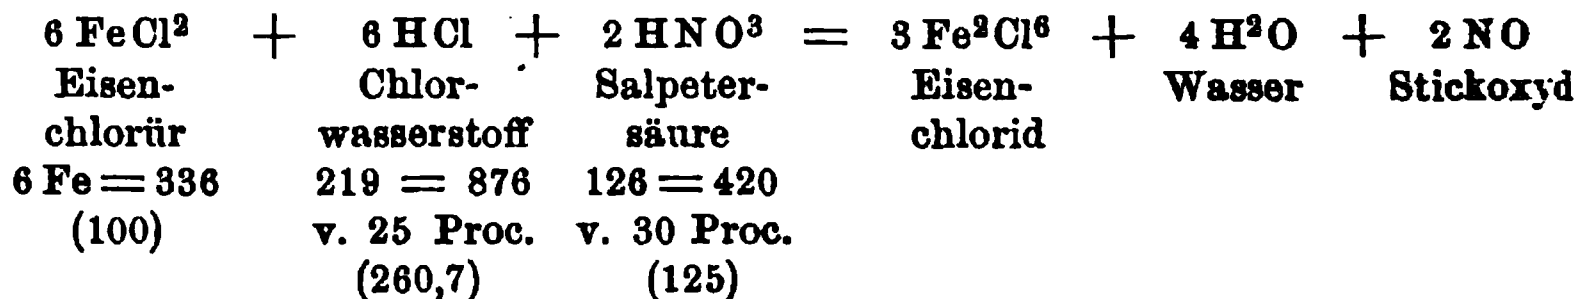 6 FeCl² + 6 HCl + 2 HNO³ = 3 Fe²Cl⁶ + 4 H²O + 2 NO
Eisen- Chlor- Salpeter- Eisen- Wasser Stickoxyd
chlorür wasserstoff säure chlorid
6 Fe = 336 219 = 876 126 = 420
(100) v. 25 Proc. v. 30 Proc.
(260,7) (125)